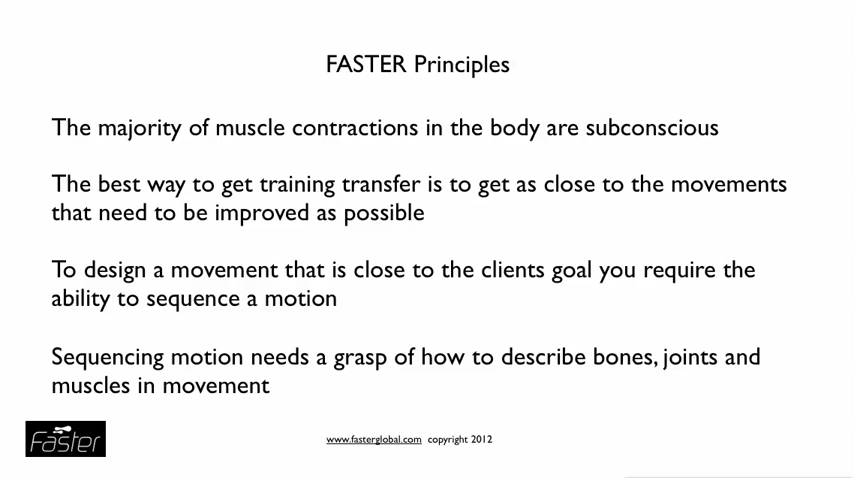 FASTER Principles
The majority of muscle contractions in the body are subconscious
The best way to get training transfer is to get as close to the movements
that need to be improved as possible
To design a movement that is close to the clients goal you require the
ability to sequence a motion
Sequencing motion needs a grasp of how to describe bones, joints and
muscles in movement
Faster
www.fasterglobal.com copyright 2012